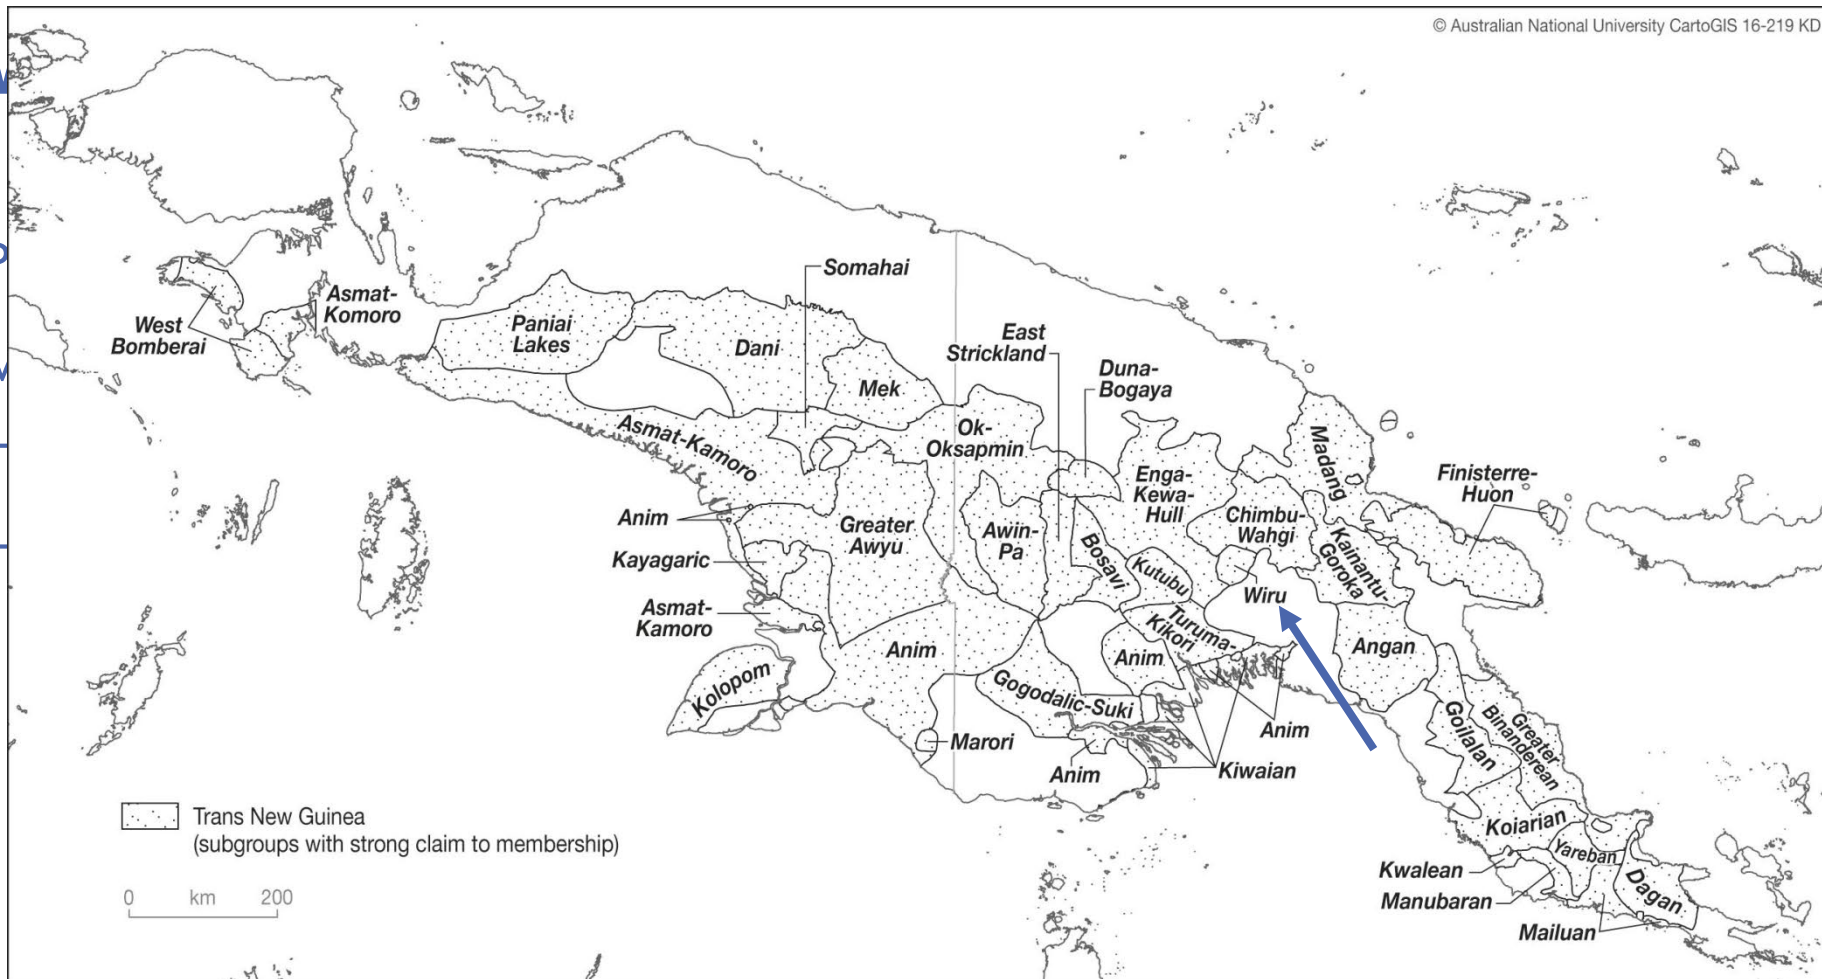 © Australian National University CartoGIS 16-219 KD
Somahai
Asmat-
Komoro
West
Bomberai
Paniai
Lakes
Dani
Mek
East
Strickland
Duna-
Bogaya
Asmat-Kamoro
Ok-
Oksapmin
Enga-
Kewa-
Hull
Madang
Finisterre-
Huon
Anim
Greater
Awyu
Awin-
Pa
Bosavi
Chimbu-
Wahgi
Kainantu-
Goroka
Kayagaric
Kutubu
Wiru
Asmat-
Kamoro
Anim
Turuma-
Kikori
Anim
Angan
Kolopom
Gogodalic-Suki
Goilalan
Greater
Binanderean
Marori
Anim
Kiwaian
Anim
Trans New Guinea
(subgroups with strong claim to membership)
0 km 200
Koiarian
Yareban
Kwalean
Manubaran
Dagan
Mailuan